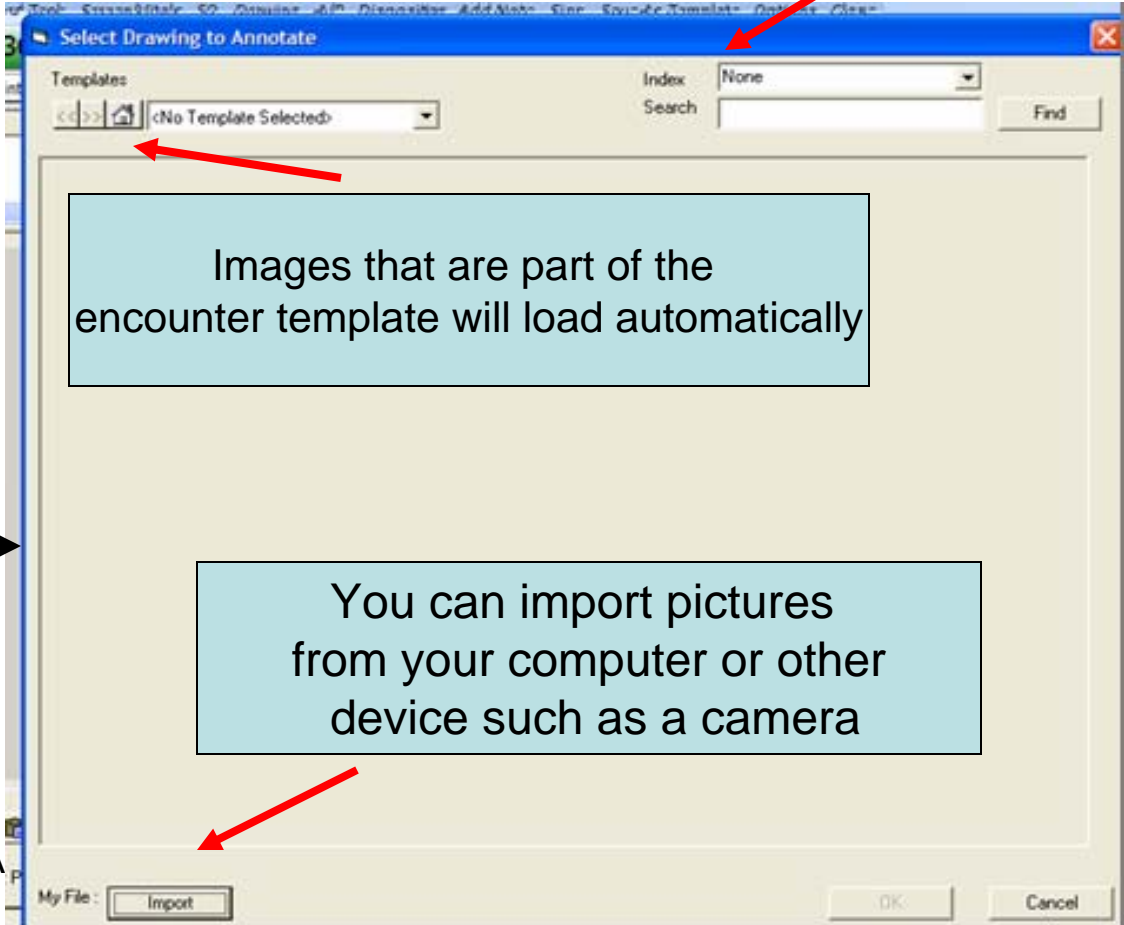 Select Drawing to Annotate
Templates
Index None
<< >> <No Template Selected>
Search
Find
Images that are part of the
encounter template will load automatically
You can import pictures
from your computer or other
device such as a camera
My File : Import
OK
Cancel